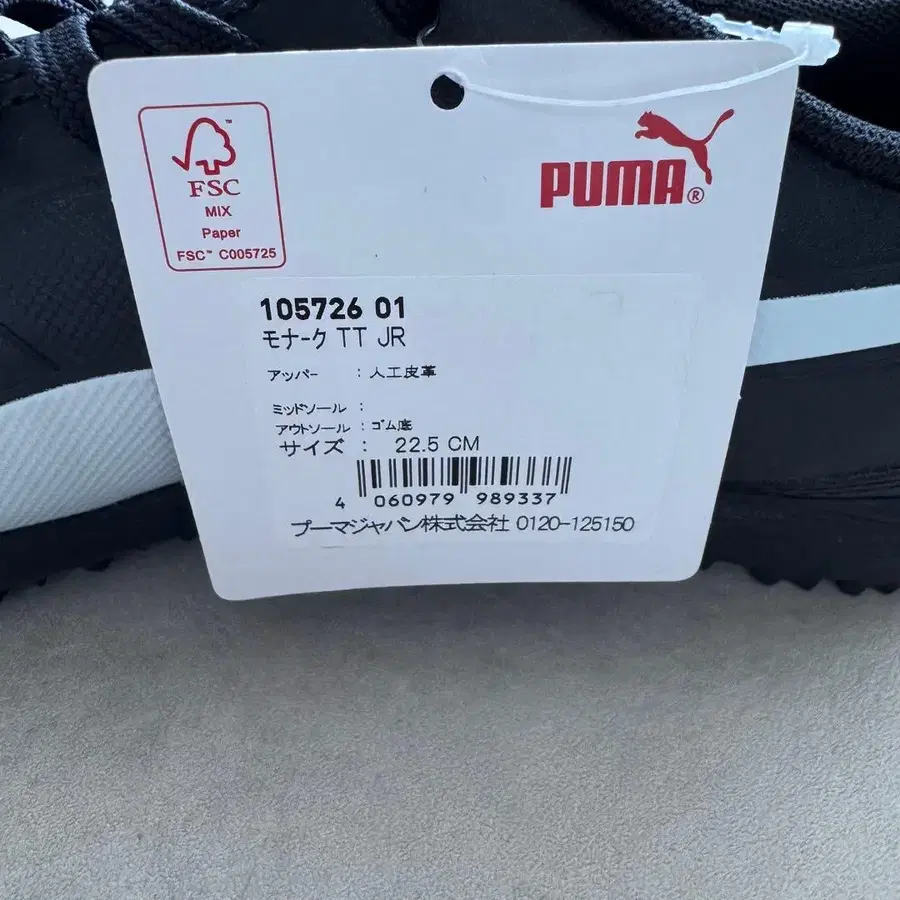 FSC
MIX
Paper
FSC™ C005725
PUMA®
105726 01
モナーク TT JR
アッパー : 人工皮革
ミッドソール :
アウトソール : ゴム底
サイズ : 22.5 CM
4 060979 989337
プーマジャパン株式会社 0120-125150